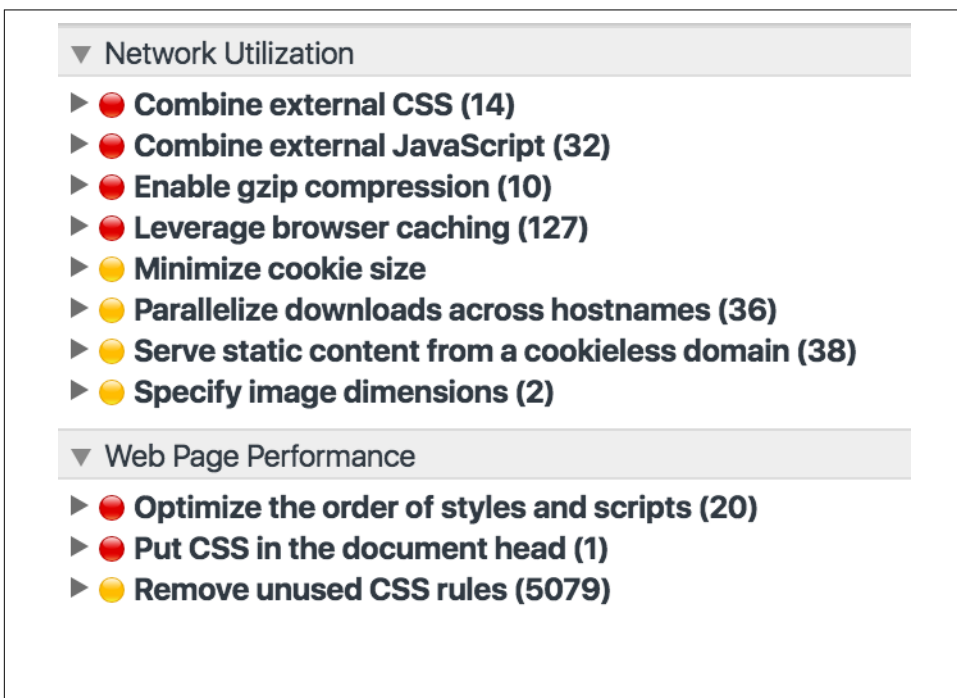 Network Utilization
Combine external CSS (14)
Combine external JavaScript (32)
Enable gzip compression (10)
Leverage browser caching (127)
Minimize cookie size
Parallelize downloads across hostnames (36)
Serve static content from a cookieless domain (38)
Specify image dimensions (2)
Web Page Performance
Optimize the order of styles and scripts (20)
Put CSS in the document head (1)
Remove unused CSS rules (5079)